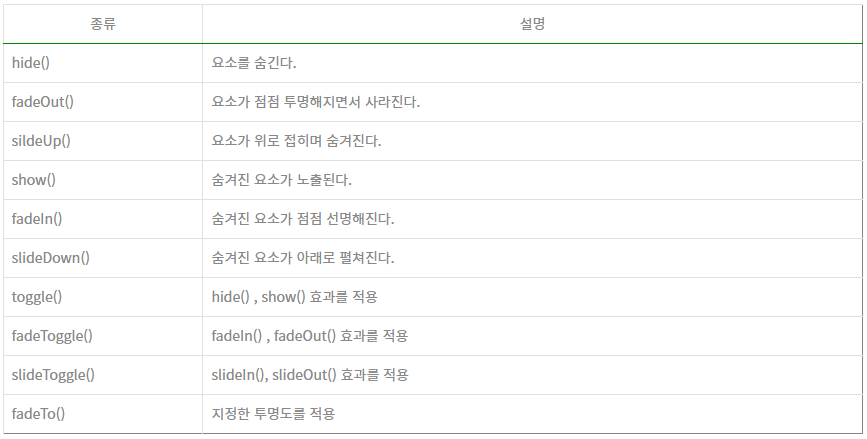 종류 설명
hide() 요소를 숨긴다.
fadeOut() 요소가 점점 투명해지면서 사라진다.
sildeUp() 요소가 위로 접히며 숨겨진다.
show() 숨겨진 요소가 노출된다.
fadeIn() 숨겨진 요소가 점점 선명해진다.
slideDown() 숨겨진 요소가 아래로 펼쳐진다.
toggle() hide() , show() 효과를 적용
fadeToggle() fadeIn() , fadeOut() 효과를 적용
slideToggle() slideIn(), slideOut() 효과를 적용
fadeTo() 지정한 투명도를 적용